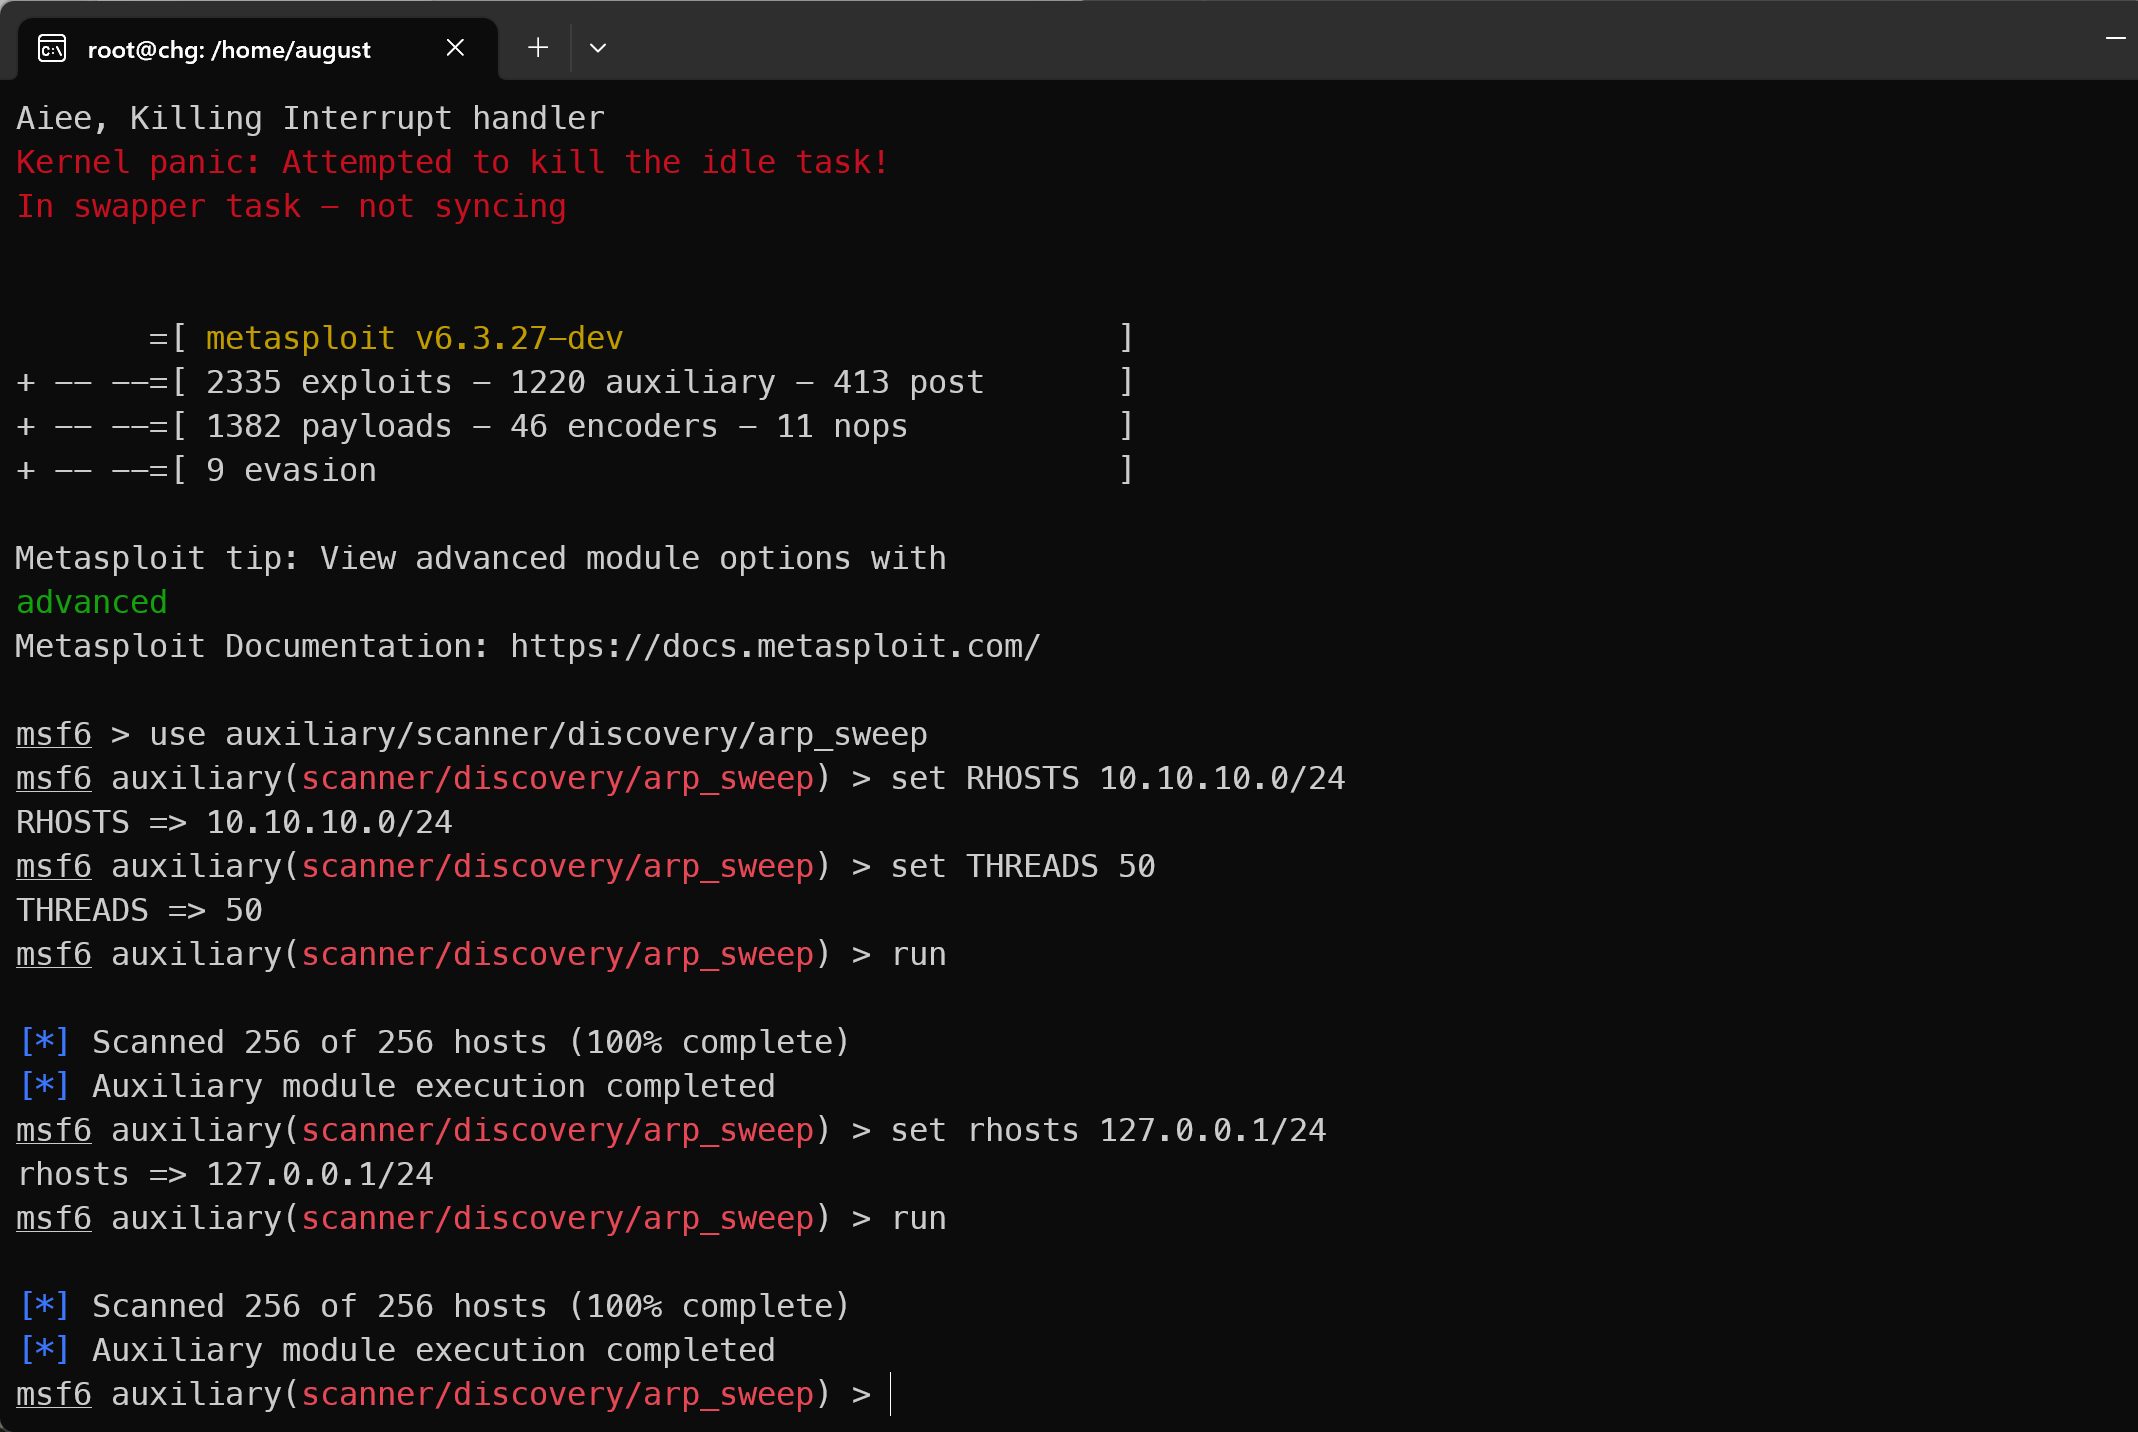 root@chg: /home/august
Aiee, Killing Interrupt handler
Kernel panic: Attempted to kill the idle task!
In swapper task - not syncing
       =[ metasploit v6.3.27-dev                          ]
+ -- --=[ 2335 exploits - 1220 auxiliary - 413 post       ]
+ -- --=[ 1382 payloads - 46 encoders - 11 nops           ]
+ -- --=[ 9 evasion                                       ]
Metasploit tip: View advanced module options with
advanced
Metasploit Documentation: https://docs.metasploit.com/
msf6 > use auxiliary/scanner/discovery/arp_sweep
msf6 auxiliary(scanner/discovery/arp_sweep) > set RHOSTS 10.10.10.0/24
RHOSTS => 10.10.10.0/24
msf6 auxiliary(scanner/discovery/arp_sweep) > set THREADS 50
THREADS => 50
msf6 auxiliary(scanner/discovery/arp_sweep) > run
[*] Scanned 256 of 256 hosts (100% complete)
[*] Auxiliary module execution completed
msf6 auxiliary(scanner/discovery/arp_sweep) > set rhosts 127.0.0.1/24
rhosts => 127.0.0.1/24
msf6 auxiliary(scanner/discovery/arp_sweep) > run
[*] Scanned 256 of 256 hosts (100% complete)
[*] Auxiliary module execution completed
msf6 auxiliary(scanner/discovery/arp_sweep) >